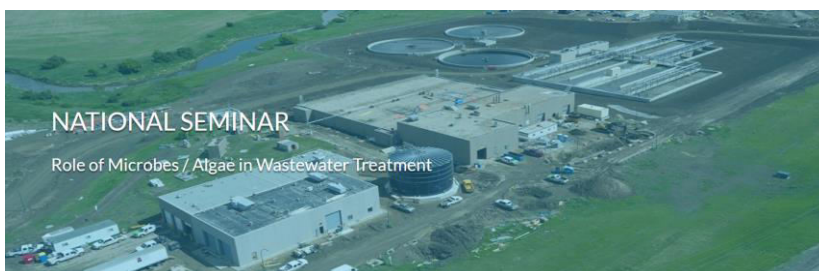 NATIONAL SEMINAR
Role of Microbes / Algae in Wastewater Treatment